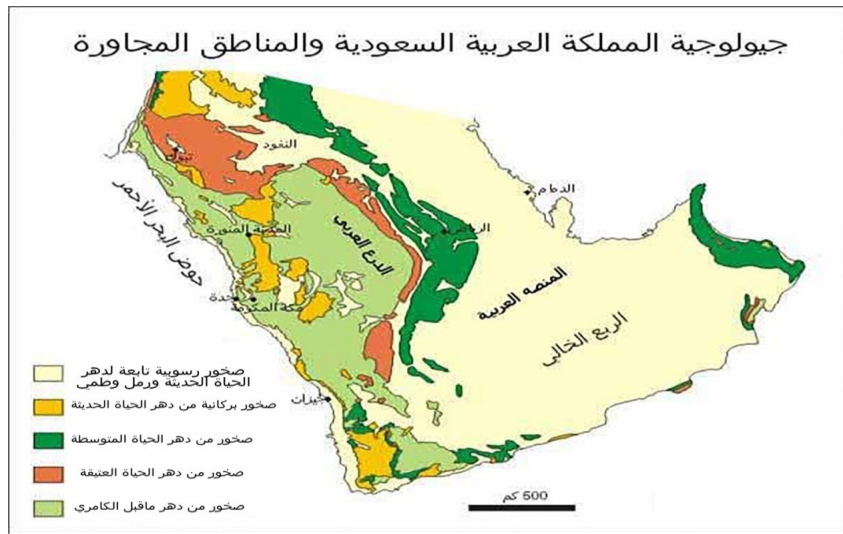 جيولوجية المملكة العربية السعودية والمناطق المجاورة
النفود
تبوك
الدمام
حوض البحر الأحمر
المدينة المنورة
الدرع العربي
الرياض
المنصه العربية
جدة
مكة المكرمة
الربع الخالي
جيزان
صخور رسوبية تابعة لدهر
الحياة الحديثة ورمل وطمي
صخور بركانية من دهر الحياة الحديثة
صخور من دهر الحياة المتوسطة
صخور من دهر الحياة العتيقة
صخور من دهر ماقبل الكامري
500 كم